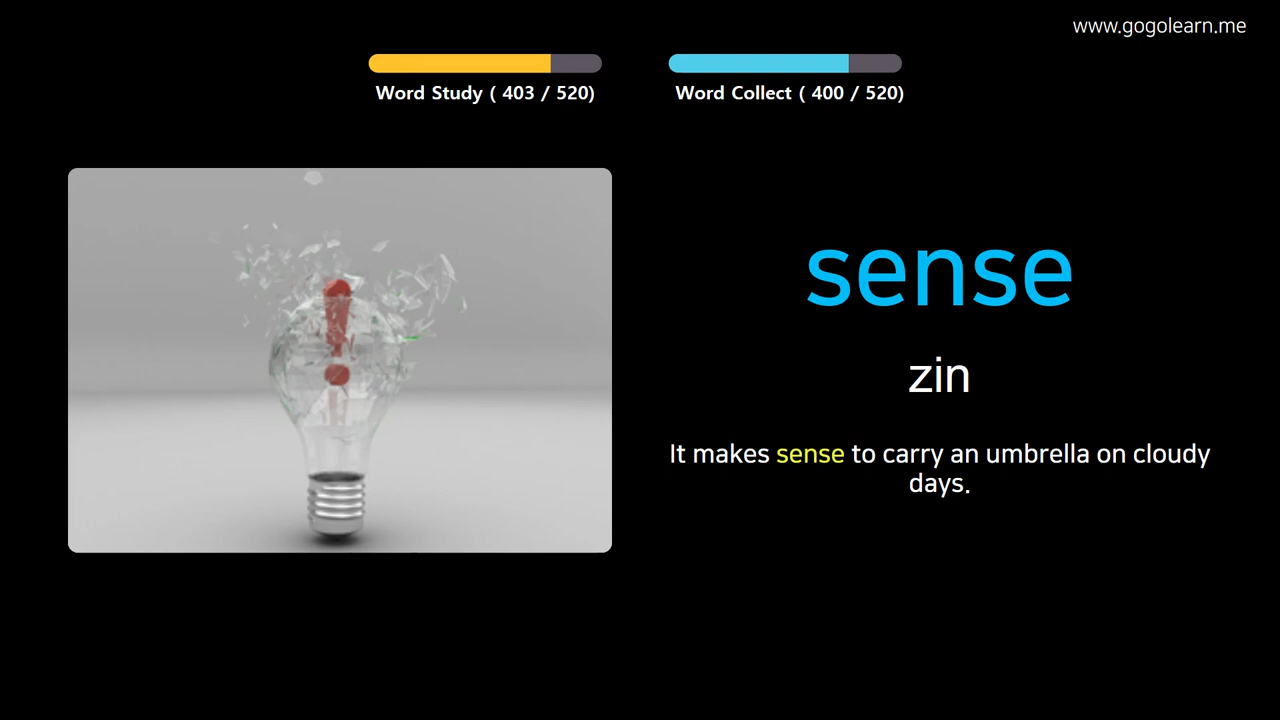 www.gogolearn.me
Word Study ( 403 / 520)
Word Collect ( 400 / 520)
sense
zin
It makes sense to carry an umbrella on cloudy
days.